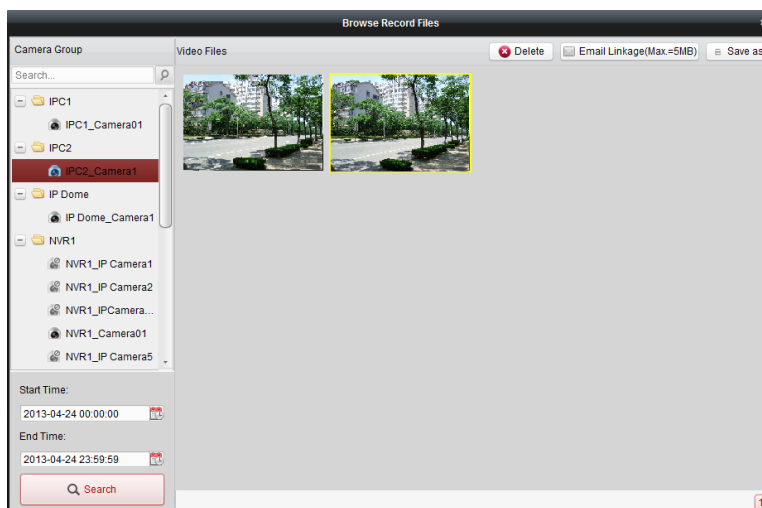 Browse Record Files
Camera Group
Video Files
Delete
Email Linkage(Max.=5MB)
Save as
Search...
IPC1
IPC1_Camera01
IPC2
IPC2_Camera1
IP Dome
IP Dome_Camera1
NVR1
NVR1_IP Camera1
NVR1_IP Camera2
NVR1_IPCamera...
NVR1_Camera01
NVR1_IP Camera5
Start Time:
2013-04-24 00:00:00
End Time:
2013-04-24 23:59:59
Search
1